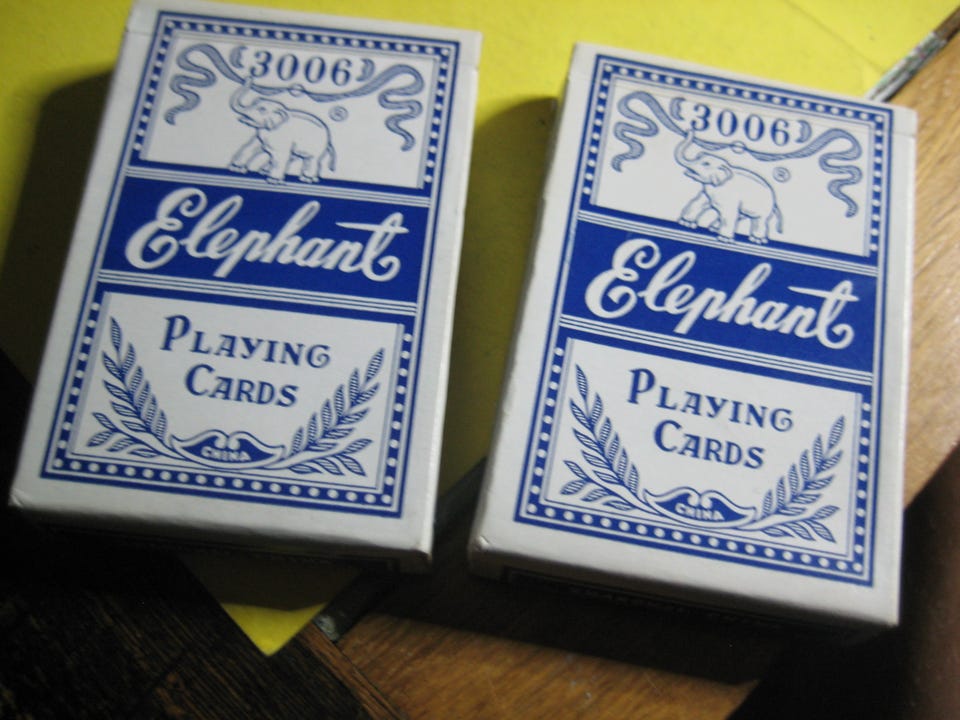 3006
®
Elephant
PLAYING
CARDS
CHINA
3006
®
Elephant
PLAYING
CARDS
CHINA